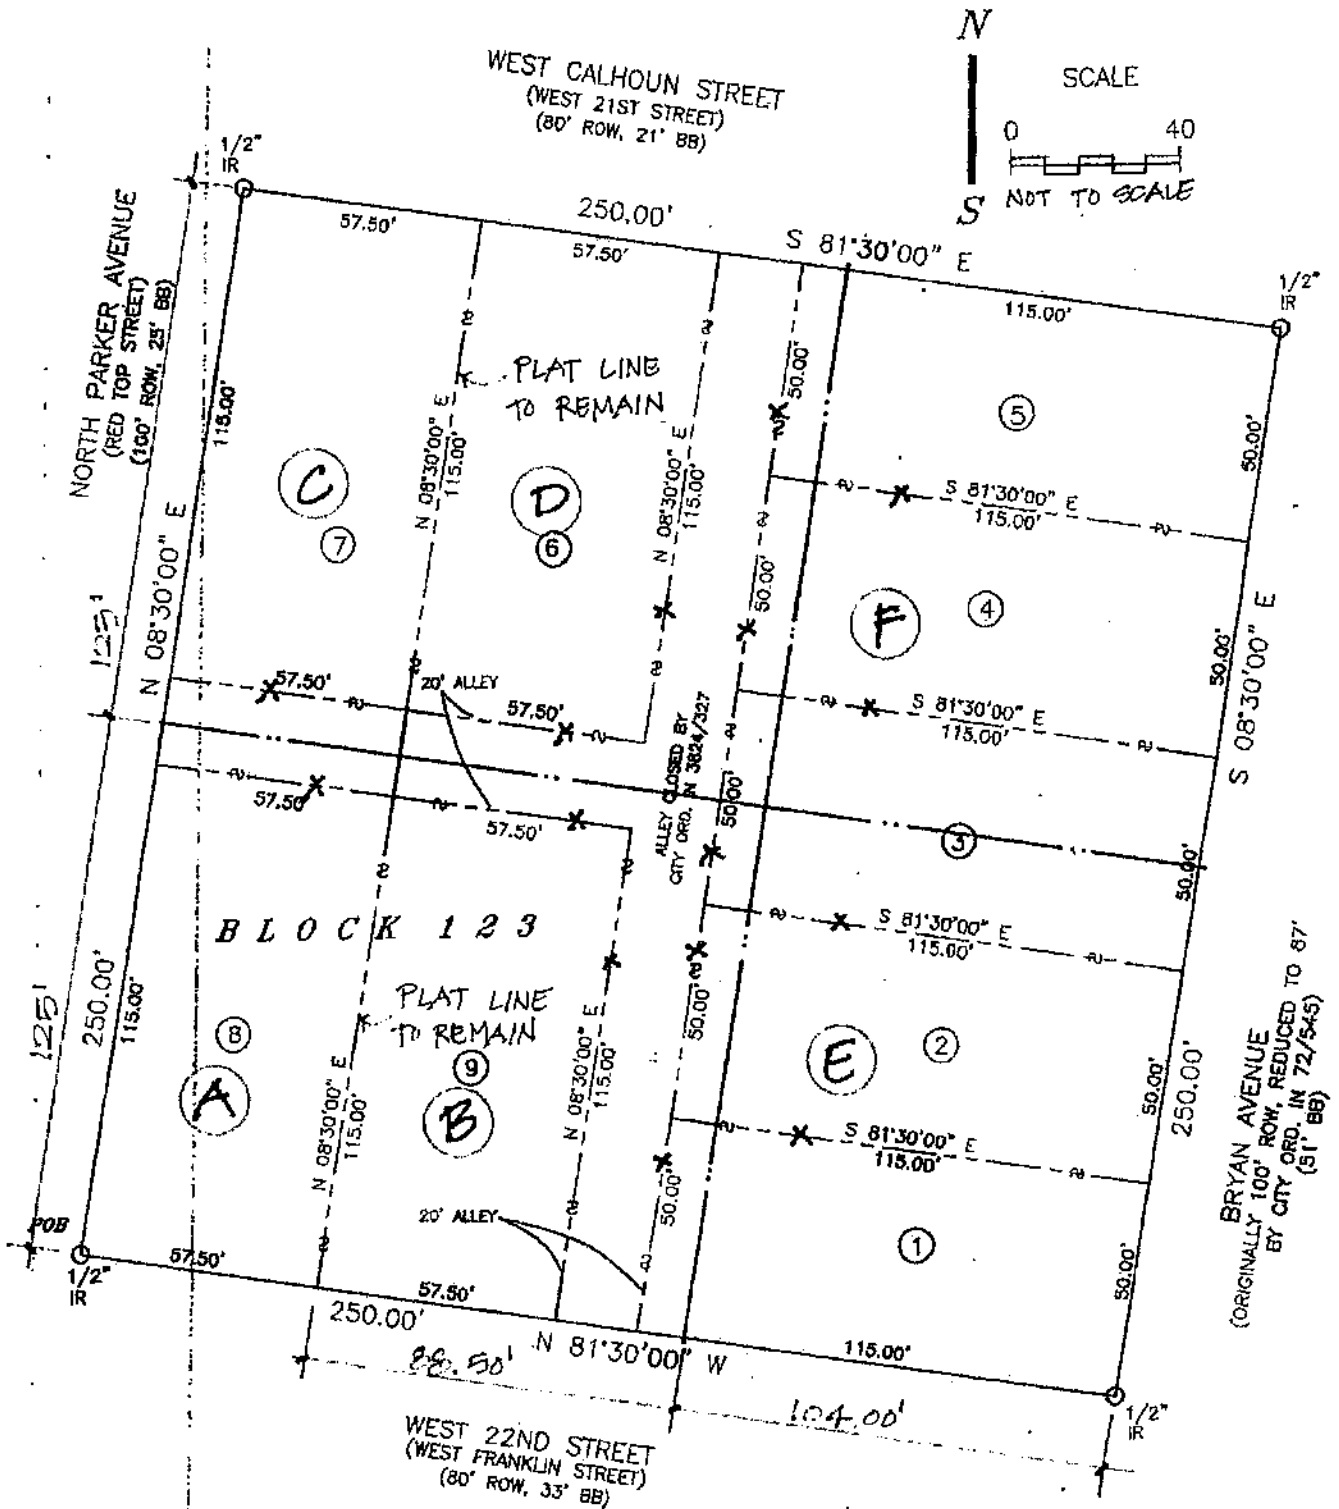 N
S
SCALE
0 40
NOT TO SCALE
WEST CALHOUN STREET
(WEST 21ST STREET)
(80' ROW, 21' BB)
1/2"
IR
57.50'
250.00'
57.50'
S 81°30'00" E
115.00'
1/2"
IR
NORTH PARKER AVENUE
(RED TOP STREET)
(100' ROW, 25' BB)
115.00'
N 08°30'00" E
125'
C
7
N 08°30'00" E
115.00'
PLAT LINE
TO REMAIN
D
6
N 08°30'00" E
115.00'
50.00'
5
50.00'
S 81°30'00" E
115.00'
50.00'
F
4
50.00'
S 08°30'00" E
57.50'
20' ALLEY
57.50'
S 81°30'00" E
115.00'
ALLEY CLOSED BY
CITY ORD. IN 3824/327
50.00'
57.50'
57.50'
3
50.00'
BLOCK 123
S 81°30'00" E
115.00'
125'
250.00'
115.00'
PLAT LINE
TO REMAIN
8
A
9
B
N 08°30'00" E
115.00'
N 08°30'00" E
115.00'
50.00'
E
2
50.00'
250.00'
BRYAN AVENUE
(ORIGINALLY 100' ROW, REDUCED TO 67'
BY CITY ORD. IN 72/545)
(51' BB)
S 81°30'00" E
115.00'
50.00'
20' ALLEY
1
50.00'
POB
1/2"
IR
57.50'
57.50'
250.00'
N 81°30'00" W
115.00'
88.50'
104.00'
1/2"
IR
WEST 22ND STREET
(WEST FRANKLIN STREET)
(80' ROW, 33' BB)